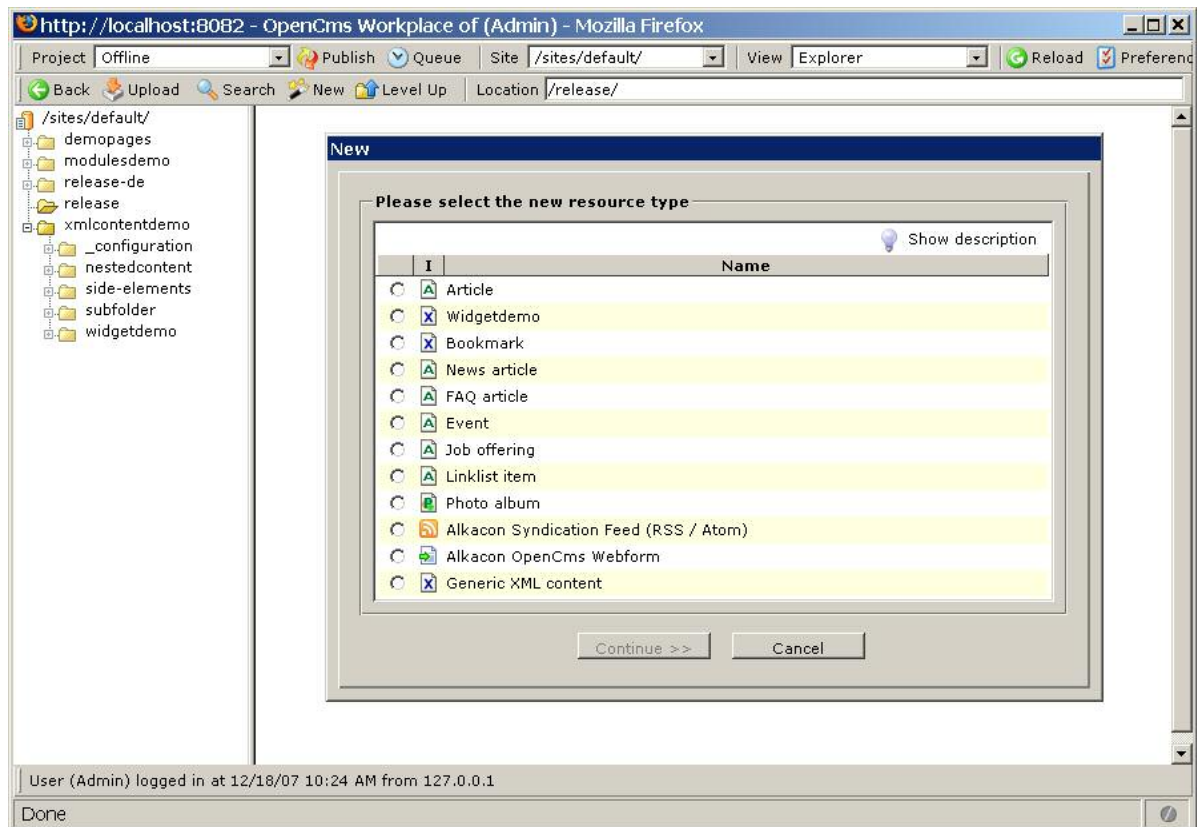 http://localhost:8082 - OpenCms Workplace of (Admin) - Mozilla Firefox
Project Offline Publish Queue Site /sites/default/ View Explorer Reload Preferenc
Back Upload Search New Level Up Location /release/
/sites/default/
demopages
modulesdemo
release-de
release
xmlcontentdemo
_configuration
nestedcontent
side-elements
subfolder
widgetdemo
New
Please select the new resource type
Show description
I Name
Article
Widgetdemo
Bookmark
News article
FAQ article
Event
Job offering
Linklist item
Photo album
Alkacon Syndication Feed (RSS / Atom)
Alkacon OpenCms Webform
Generic XML content
Continue >> Cancel
User (Admin) logged in at 12/18/07 10:24 AM from 127.0.0.1
Done